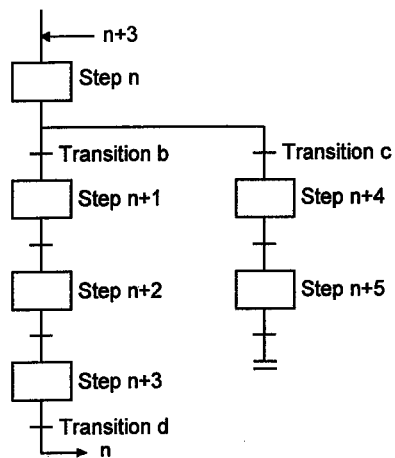 n+3
Step n
Transition b
Transition c
Step n+1
Step n+4
Step n+2
Step n+5
Step n+3
Transition d
n